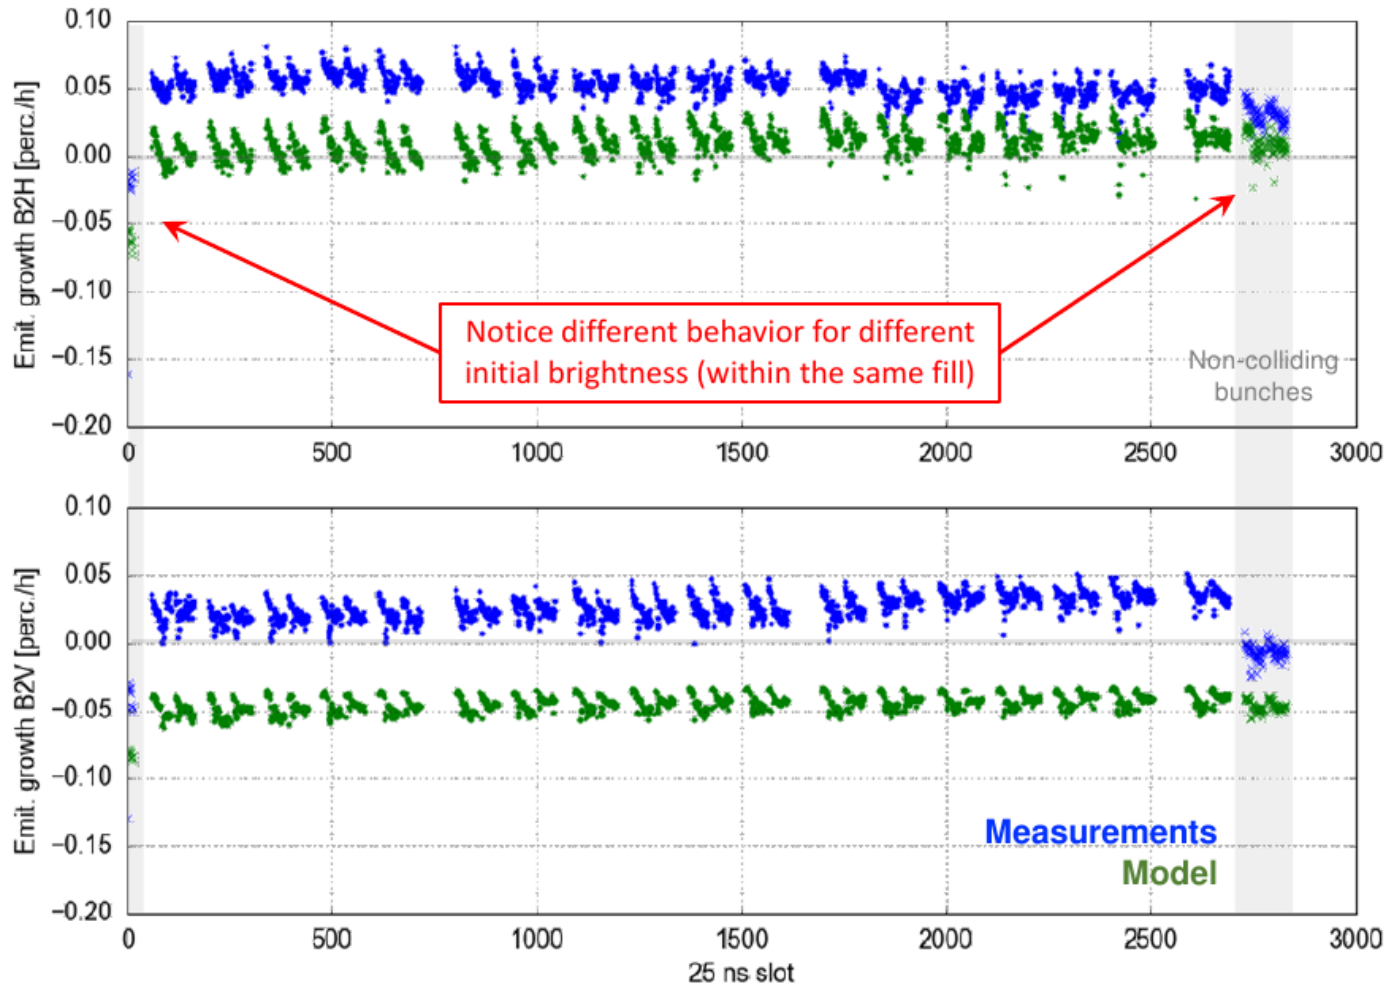 Emit. growth B2H [perc./h]
0.10
0.05
0.00
−0.05
−0.10
−0.15
−0.20
Notice different behavior for different
initial brightness (within the same fill)
Non-colliding
bunches
0 500 1000 1500 2000 2500 3000
Emit. growth B2V [perc./h]
0.10
0.05
0.00
−0.05
−0.10
−0.15
−0.20
Measurements
Model
0 500 1000 1500 2000 2500 3000
25 ns slot